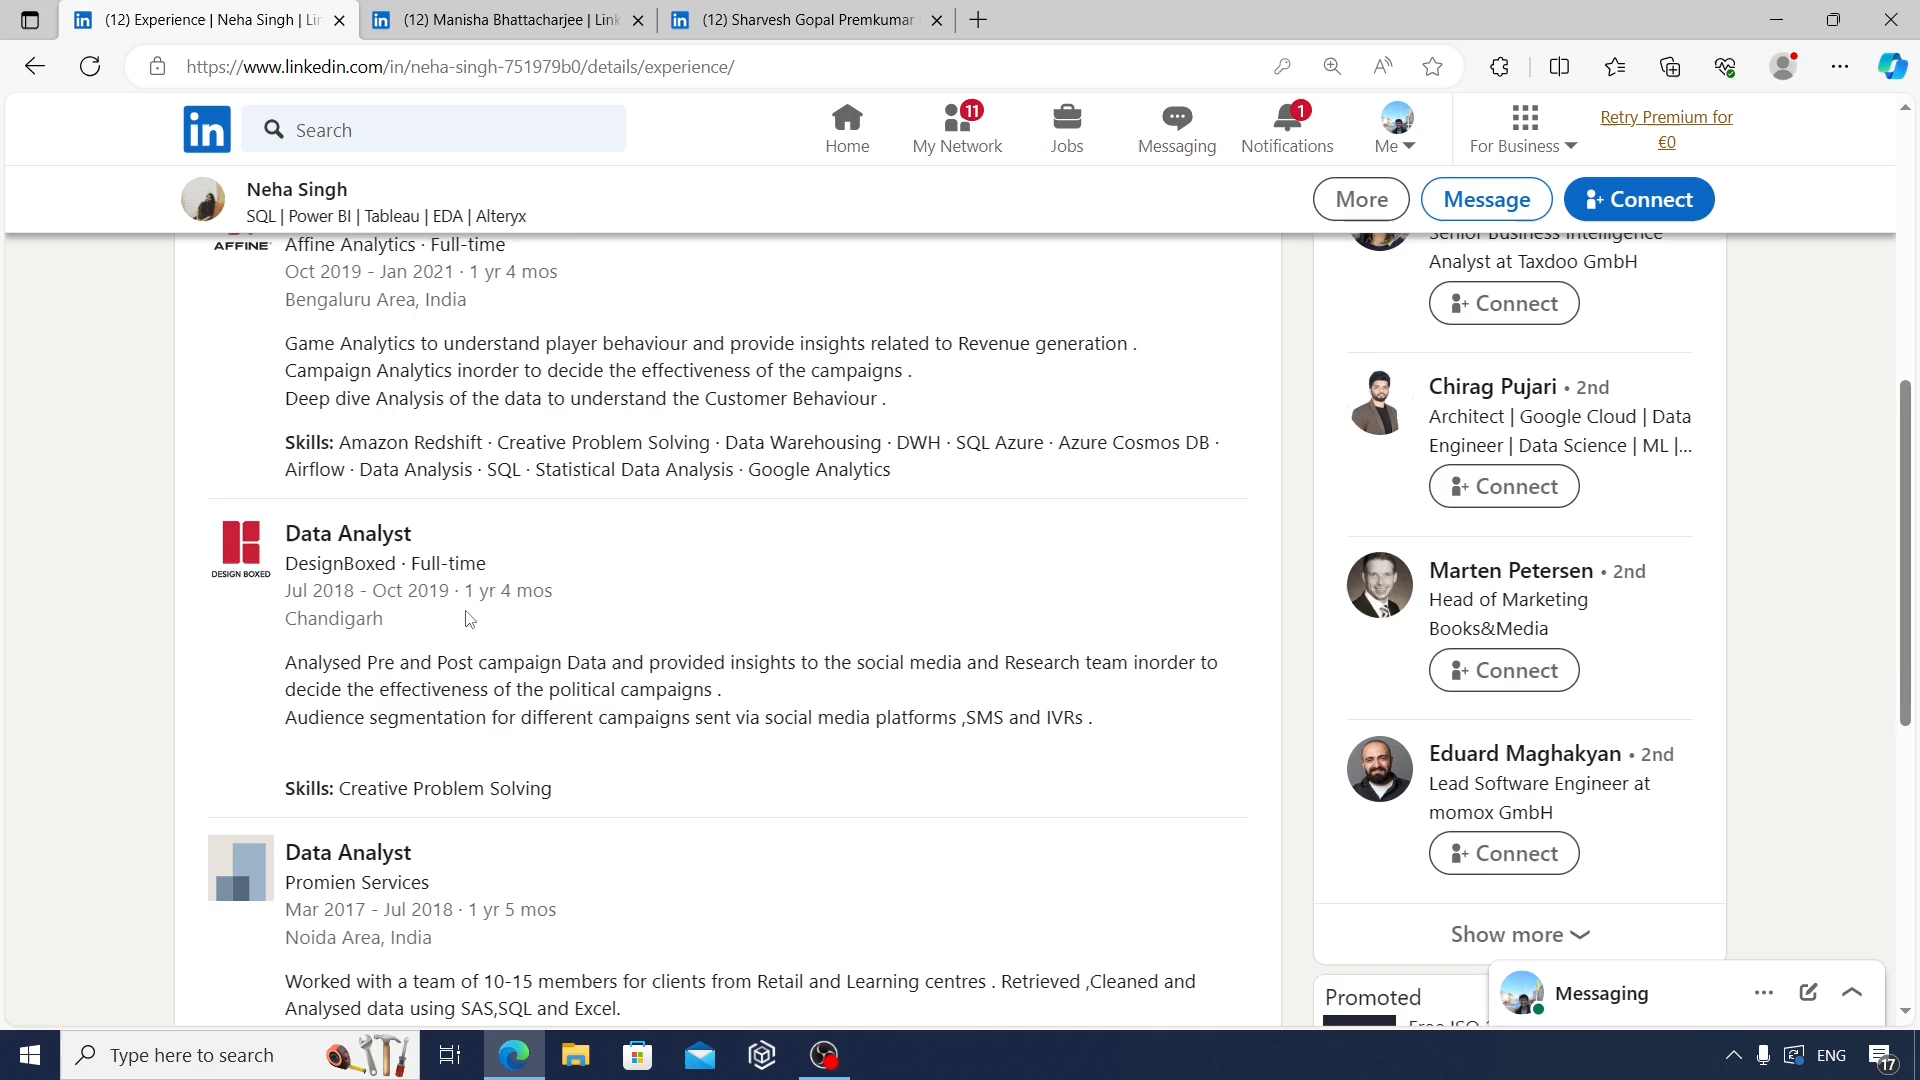 (12) Experience | Neha Singh | Lin
(12) Manisha Bhattacharjee | Link
(12) Sharvesh Gopal Premkumar
https://www.linkedin.com/in/neha-singh-751979b0/details/experience/
in
Search
Home
11
My Network
Jobs
Messaging
1
Notifications
Me
For Business
Retry Premium for
€0
Neha Singh
SQL | Power BI | Tableau | EDA | Alteryx
More
Message
Connect
AFFINE
Affine Analytics · Full-time
Oct 2019 - Jan 2021 · 1 yr 4 mos
Bengaluru Area, India
Game Analytics to understand player behaviour and provide insights related to Revenue generation .
Campaign Analytics inorder to decide the effectiveness of the campaigns .
Deep dive Analysis of the data to understand the Customer Behaviour .
Skills: Amazon Redshift · Creative Problem Solving · Data Warehousing · DWH · SQL Azure · Azure Cosmos DB ·
Airflow · Data Analysis · SQL · Statistical Data Analysis · Google Analytics
DESIGN BOXED
Data Analyst
DesignBoxed · Full-time
Jul 2018 - Oct 2019 · 1 yr 4 mos
Chandigarh
Analysed Pre and Post campaign Data and provided insights to the social media and Research team inorder to
decide the effectiveness of the political campaigns .
Audience segmentation for different campaigns sent via social media platforms ,SMS and IVRs .
Skills: Creative Problem Solving
Data Analyst
Promien Services
Mar 2017 - Jul 2018 · 1 yr 5 mos
Noida Area, India
Worked with a team of 10-15 members for clients from Retail and Learning centres . Retrieved ,Cleaned and
Analysed data using SAS,SQL and Excel.
Senior Business Intelligence
Analyst at Taxdoo GmbH
Connect
Chirag Pujari • 2nd
Architect | Google Cloud | Data
Engineer | Data Science | ML |...
Connect
Marten Petersen • 2nd
Head of Marketing
Books&Media
Connect
Eduard Maghakyan • 2nd
Lead Software Engineer at
momox GmbH
Connect
Show more
Promoted
Messaging
Type here to search
ENG
17